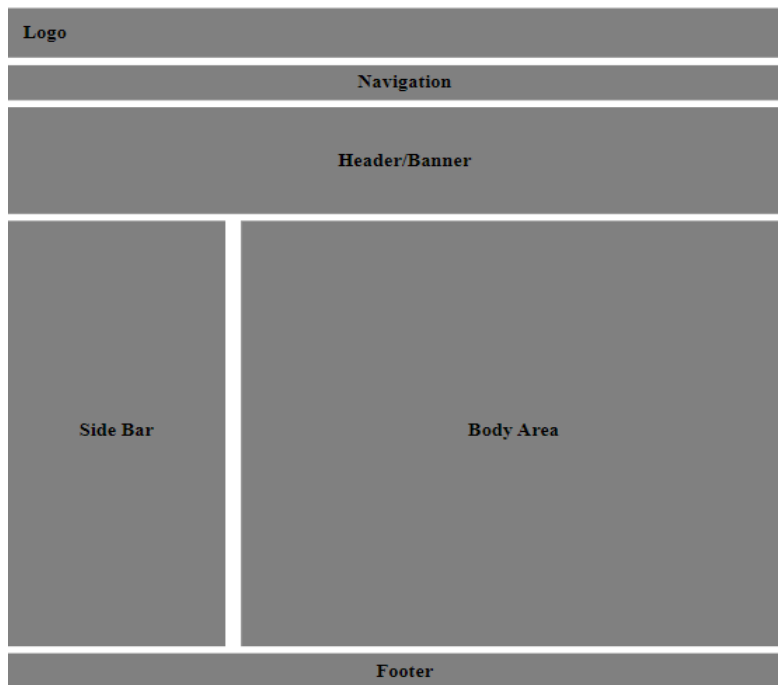 Logo
Navigation
Header/Banner
Side Bar
Body Area
Footer